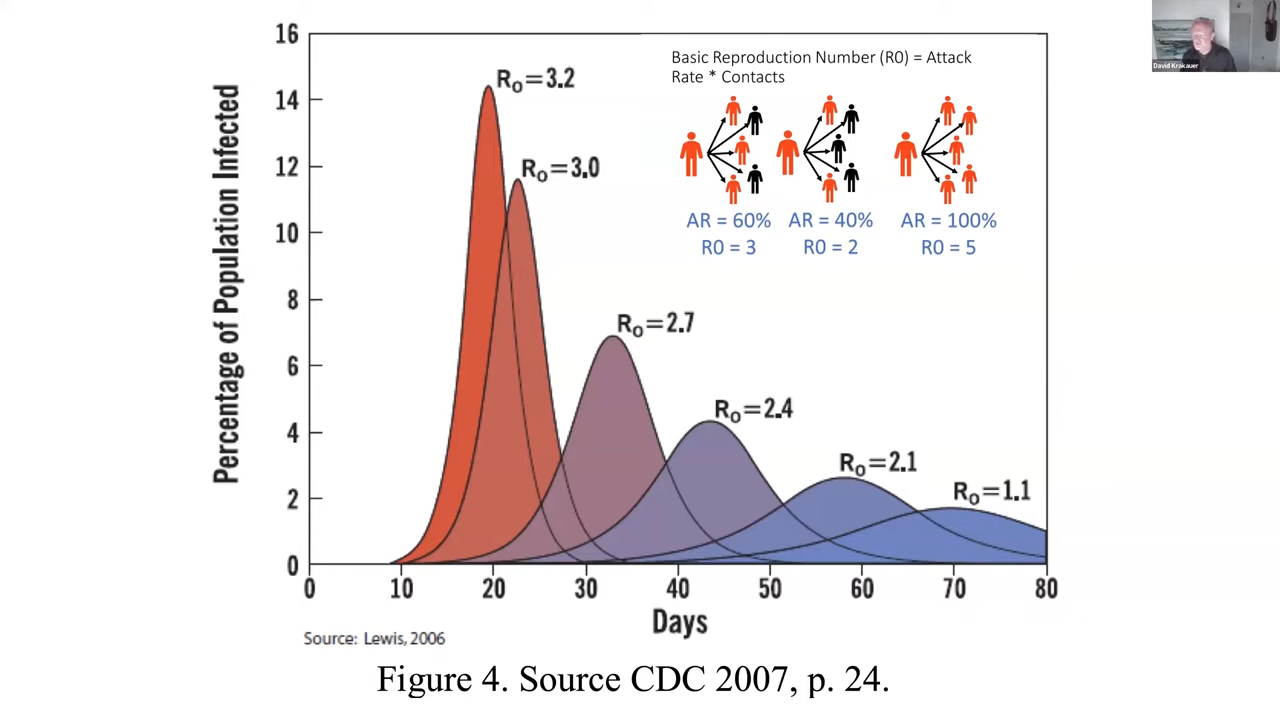 David Krakauer
Basic Reproduction Number (R0) = Attack
Rate * Contacts
AR = 60% AR = 40% AR = 100%
R0 = 3 R0 = 2 R0 = 5
Percentage of Population Infected
16
14
12
10
8
6
4
2
0
Ro=3.2
Ro=3.0
Ro=2.7
Ro=2.4
Ro=2.1
Ro=1.1
0 10 20 30 40 50 60 70 80
Days
Source: Lewis, 2006
Figure 4. Source CDC 2007, p. 24.